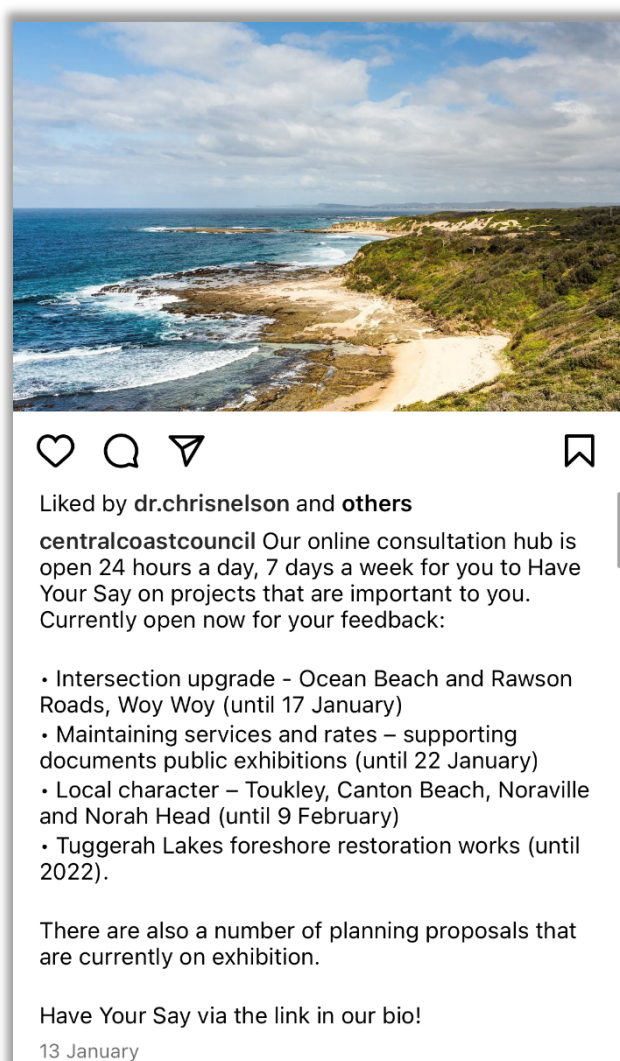 Liked by dr.chrisnelson and others
centralcoastcouncil Our online consultation hub is
open 24 hours a day, 7 days a week for you to Have
Your Say on projects that are important to you.
Currently open now for your feedback:
• Intersection upgrade - Ocean Beach and Rawson
Roads, Woy Woy (until 17 January)
• Maintaining services and rates – supporting
documents public exhibitions (until 22 January)
• Local character – Toukley, Canton Beach, Noraville
and Norah Head (until 9 February)
• Tuggerah Lakes foreshore restoration works (until
2022).
There are also a number of planning proposals that
are currently on exhibition.
Have Your Say via the link in our bio!
13 January